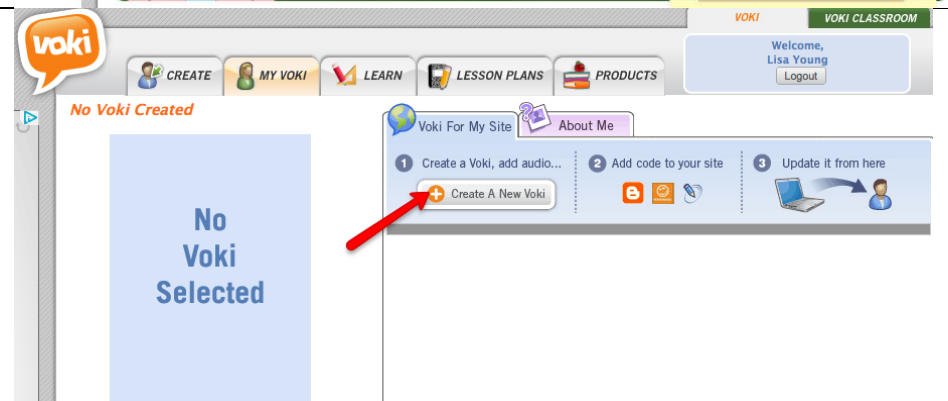 VOKI
VOKI CLASSROOM
voki
Welcome,
Lisa Young
Logout
CREATE
MY VOKI
LEARN
LESSON PLANS
PRODUCTS
No Voki Created
Voki For My Site
About Me
1 Create a Voki, add audio...
2 Add code to your site
3 Update it from here
Create A New Voki
No
Voki
Selected